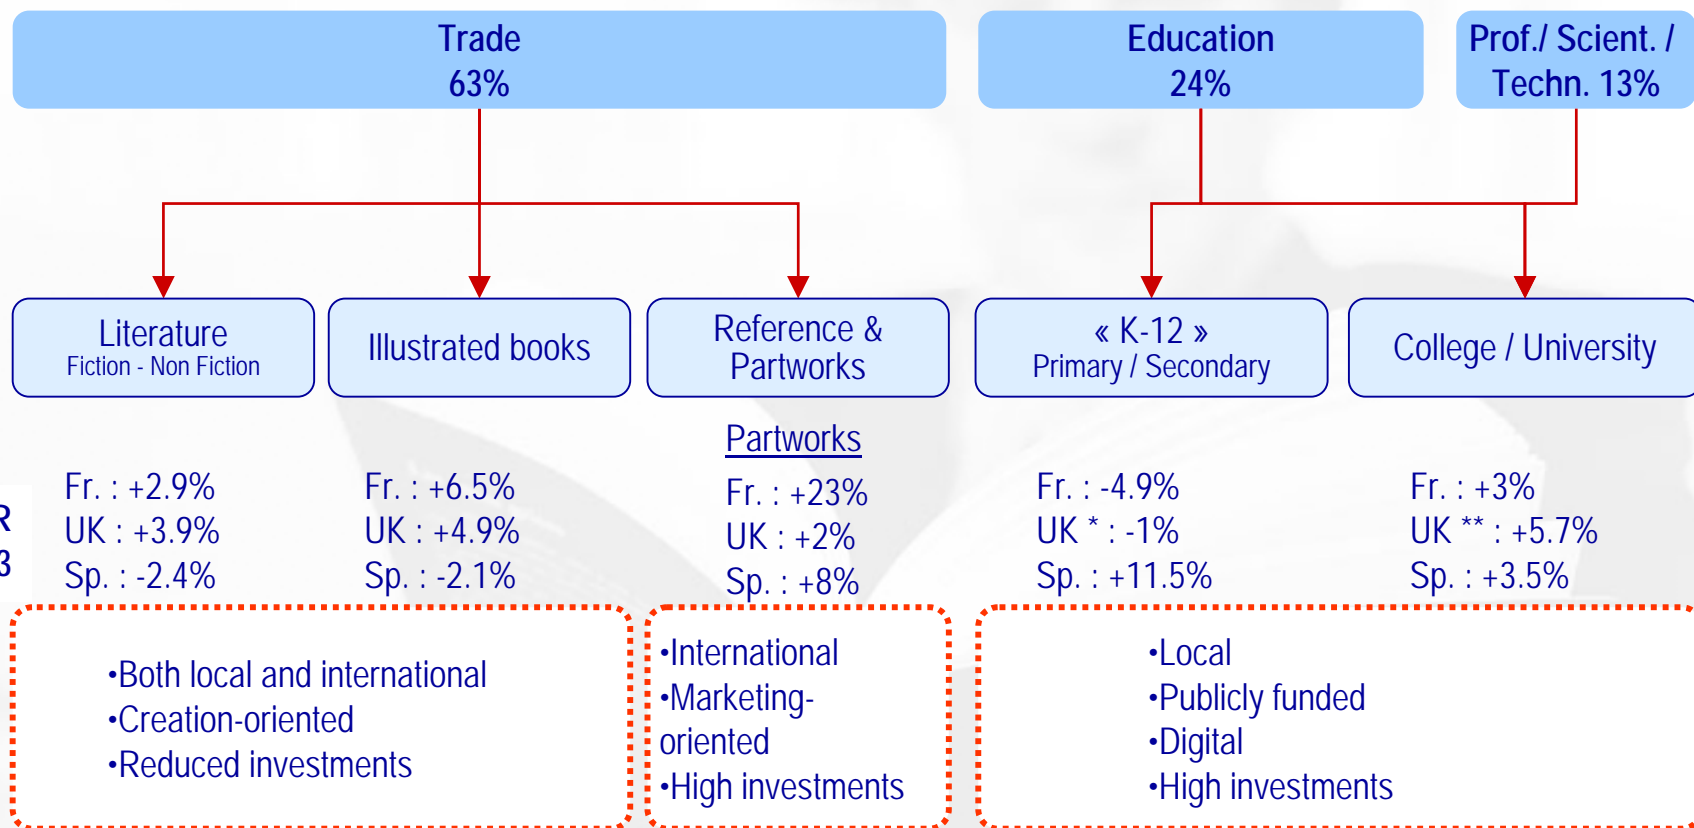 Trade
63%
Education
24%
Prof./ Scient. /
Techn. 13%
Literature
Fiction - Non Fiction
Illustrated books
Reference &
Partworks
« K-12 »
Primary / Secondary
College / University
Partworks
Fr. : +2.9%
UK : +3.9%
Sp. : -2.4%
Fr. : +6.5%
UK : +4.9%
Sp. : -2.1%
Fr. : +23%
UK : +2%
Sp. : +8%
Fr. : -4.9%
UK * : -1%
Sp. : +11.5%
Fr. : +3%
UK ** : +5.7%
Sp. : +3.5%
•Both local and international
•Creation-oriented
•Reduced investments
•International
•Marketing-
oriented
•High investments
•Local
•Publicly funded
•Digital
•High investments